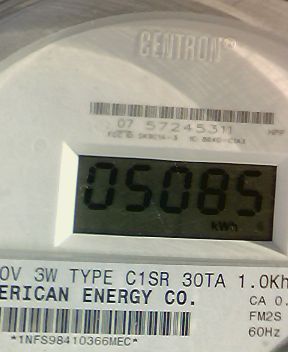 CENTRON®
07 57245311
05085
kWh
0V 3W TYPE C1SR 30TA 1.0Kh
ERICAN ENERGY CO.
CA 0.
FM2S
*1NFS98410366MEC*
60Hz